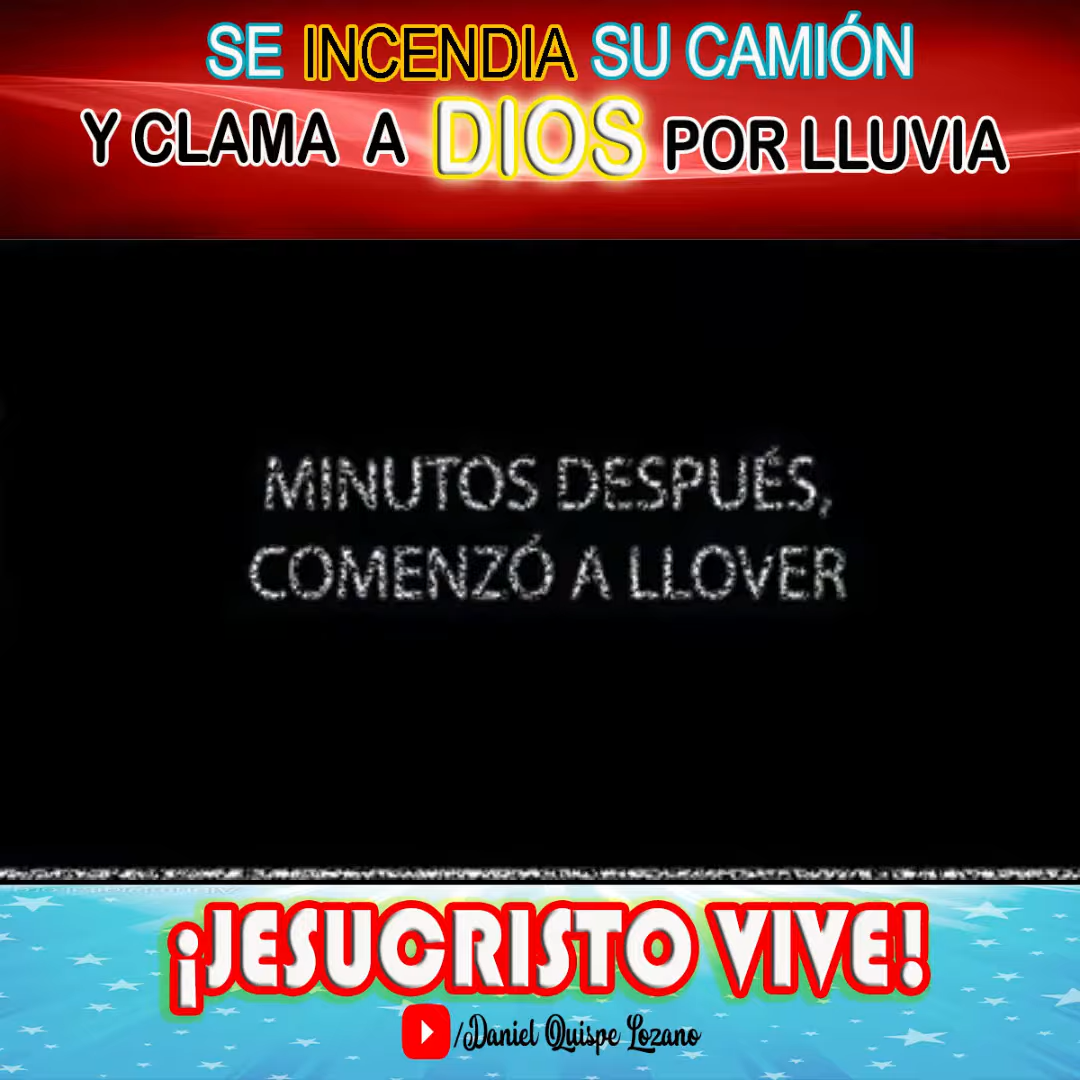 SE INCENDIA SU CAMIÓN
Y CLAMA A DIOS POR LLUVIA
MINUTOS DESPUÉS,
COMENZÓ A LLOVER
¡JESUCRISTO VIVE!
/Daniel Quispe Lozano